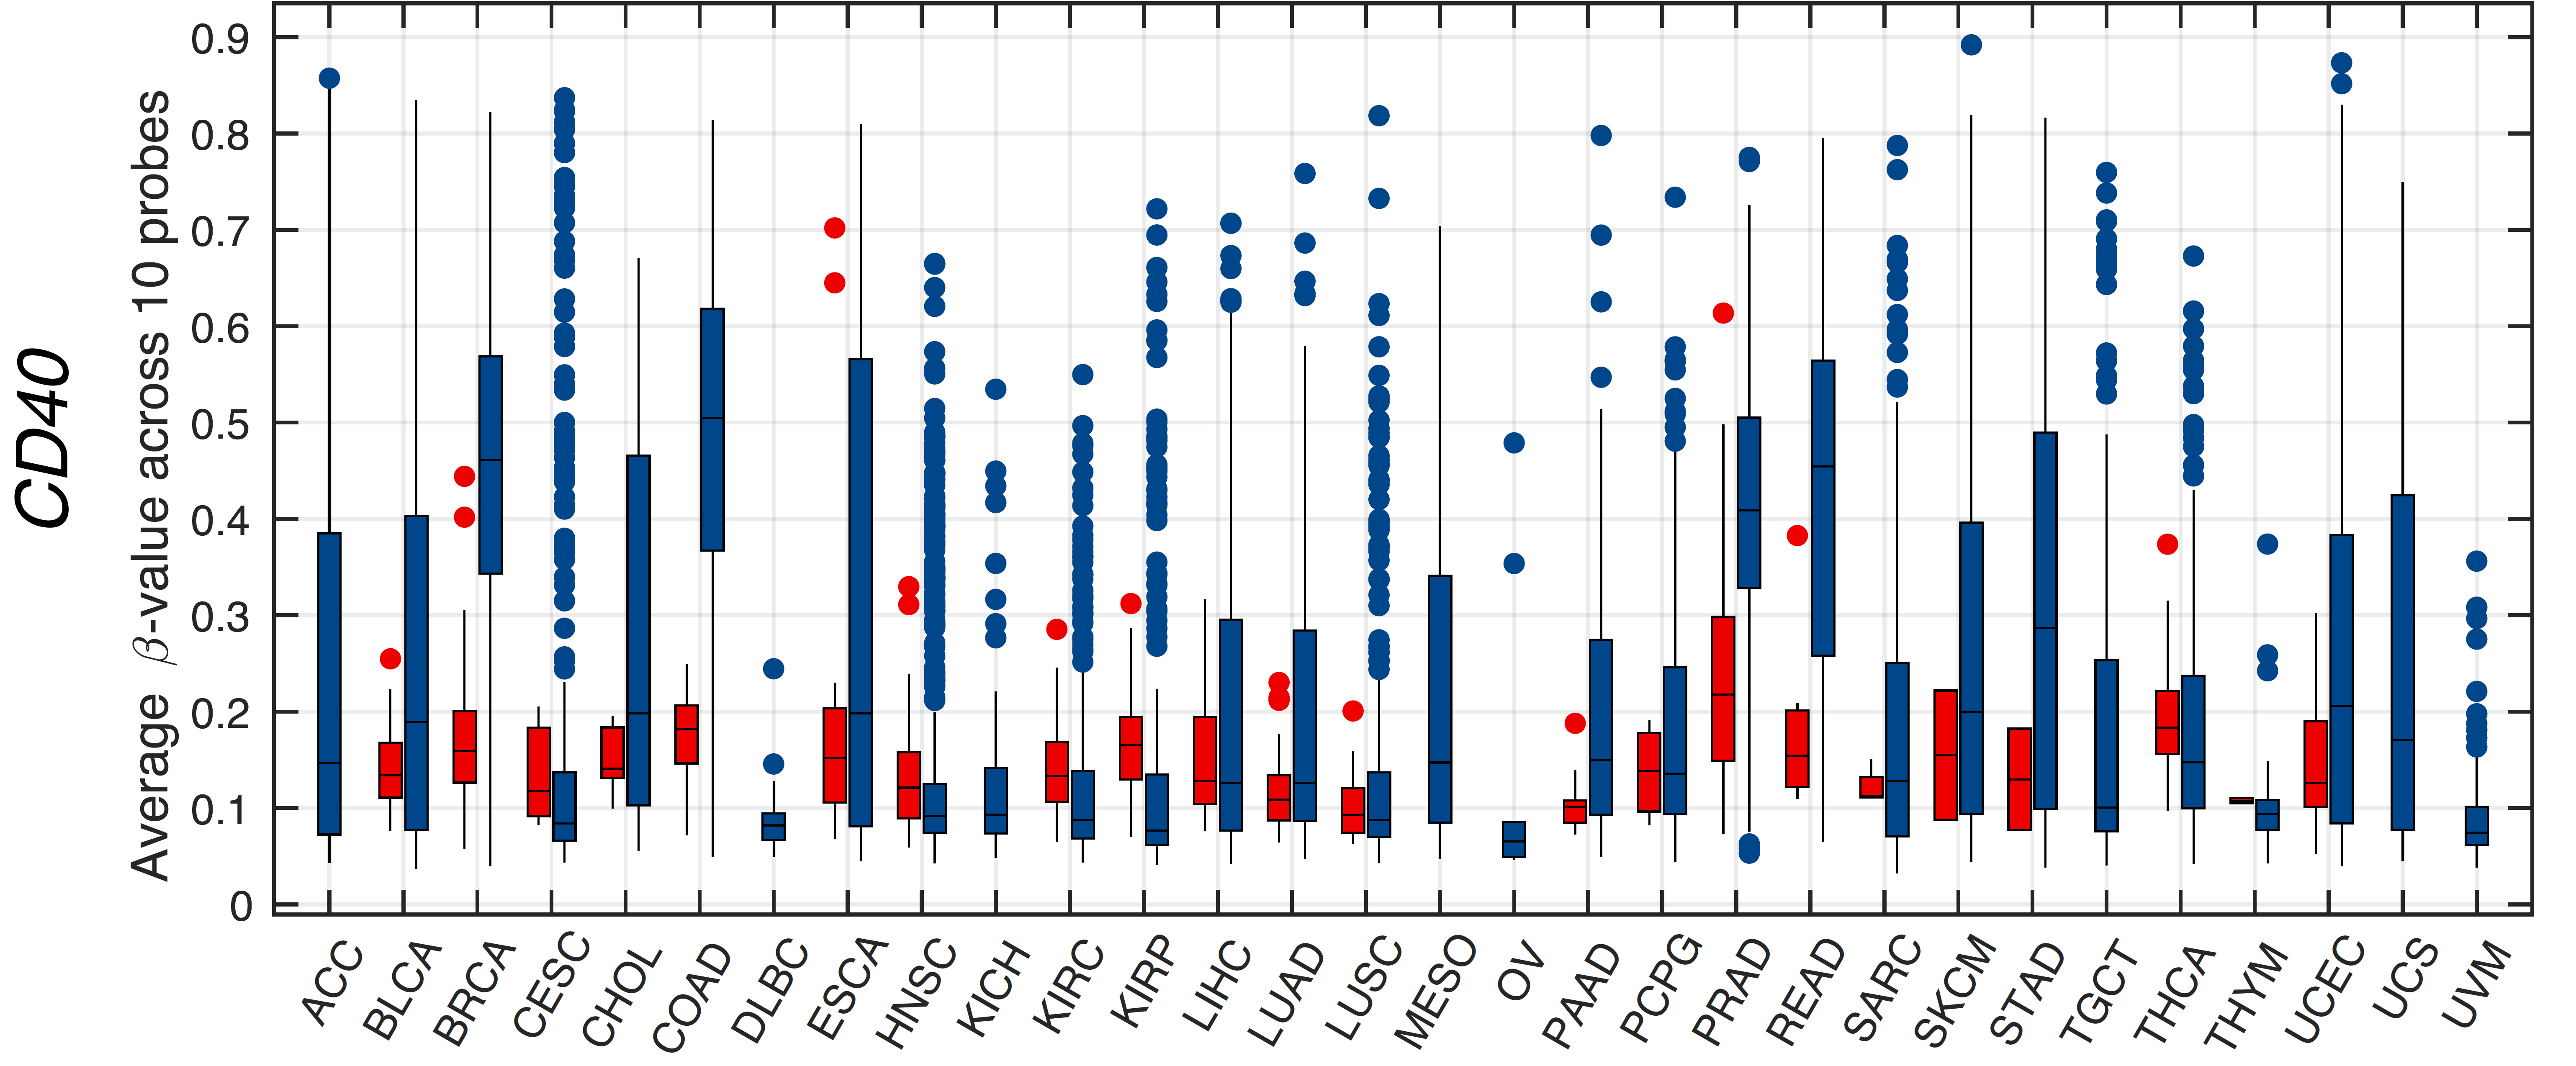 CD40
Average β-value across 10 probes
0.9
0.8
0.7
0.6
0.5
0.4
0.3
0.2
0.1
0
ACC
BLCA
BRCA
CESC
CHOL
COAD
DLBC
ESCA
HNSC
KICH
KIRC
KIRP
LIHC
LUAD
LUSC
MESO
OV
PAAD
PCPG
PRAD
READ
SARC
SKCM
STAD
TGCT
THCA
THYM
UCEC
UCS
UVM